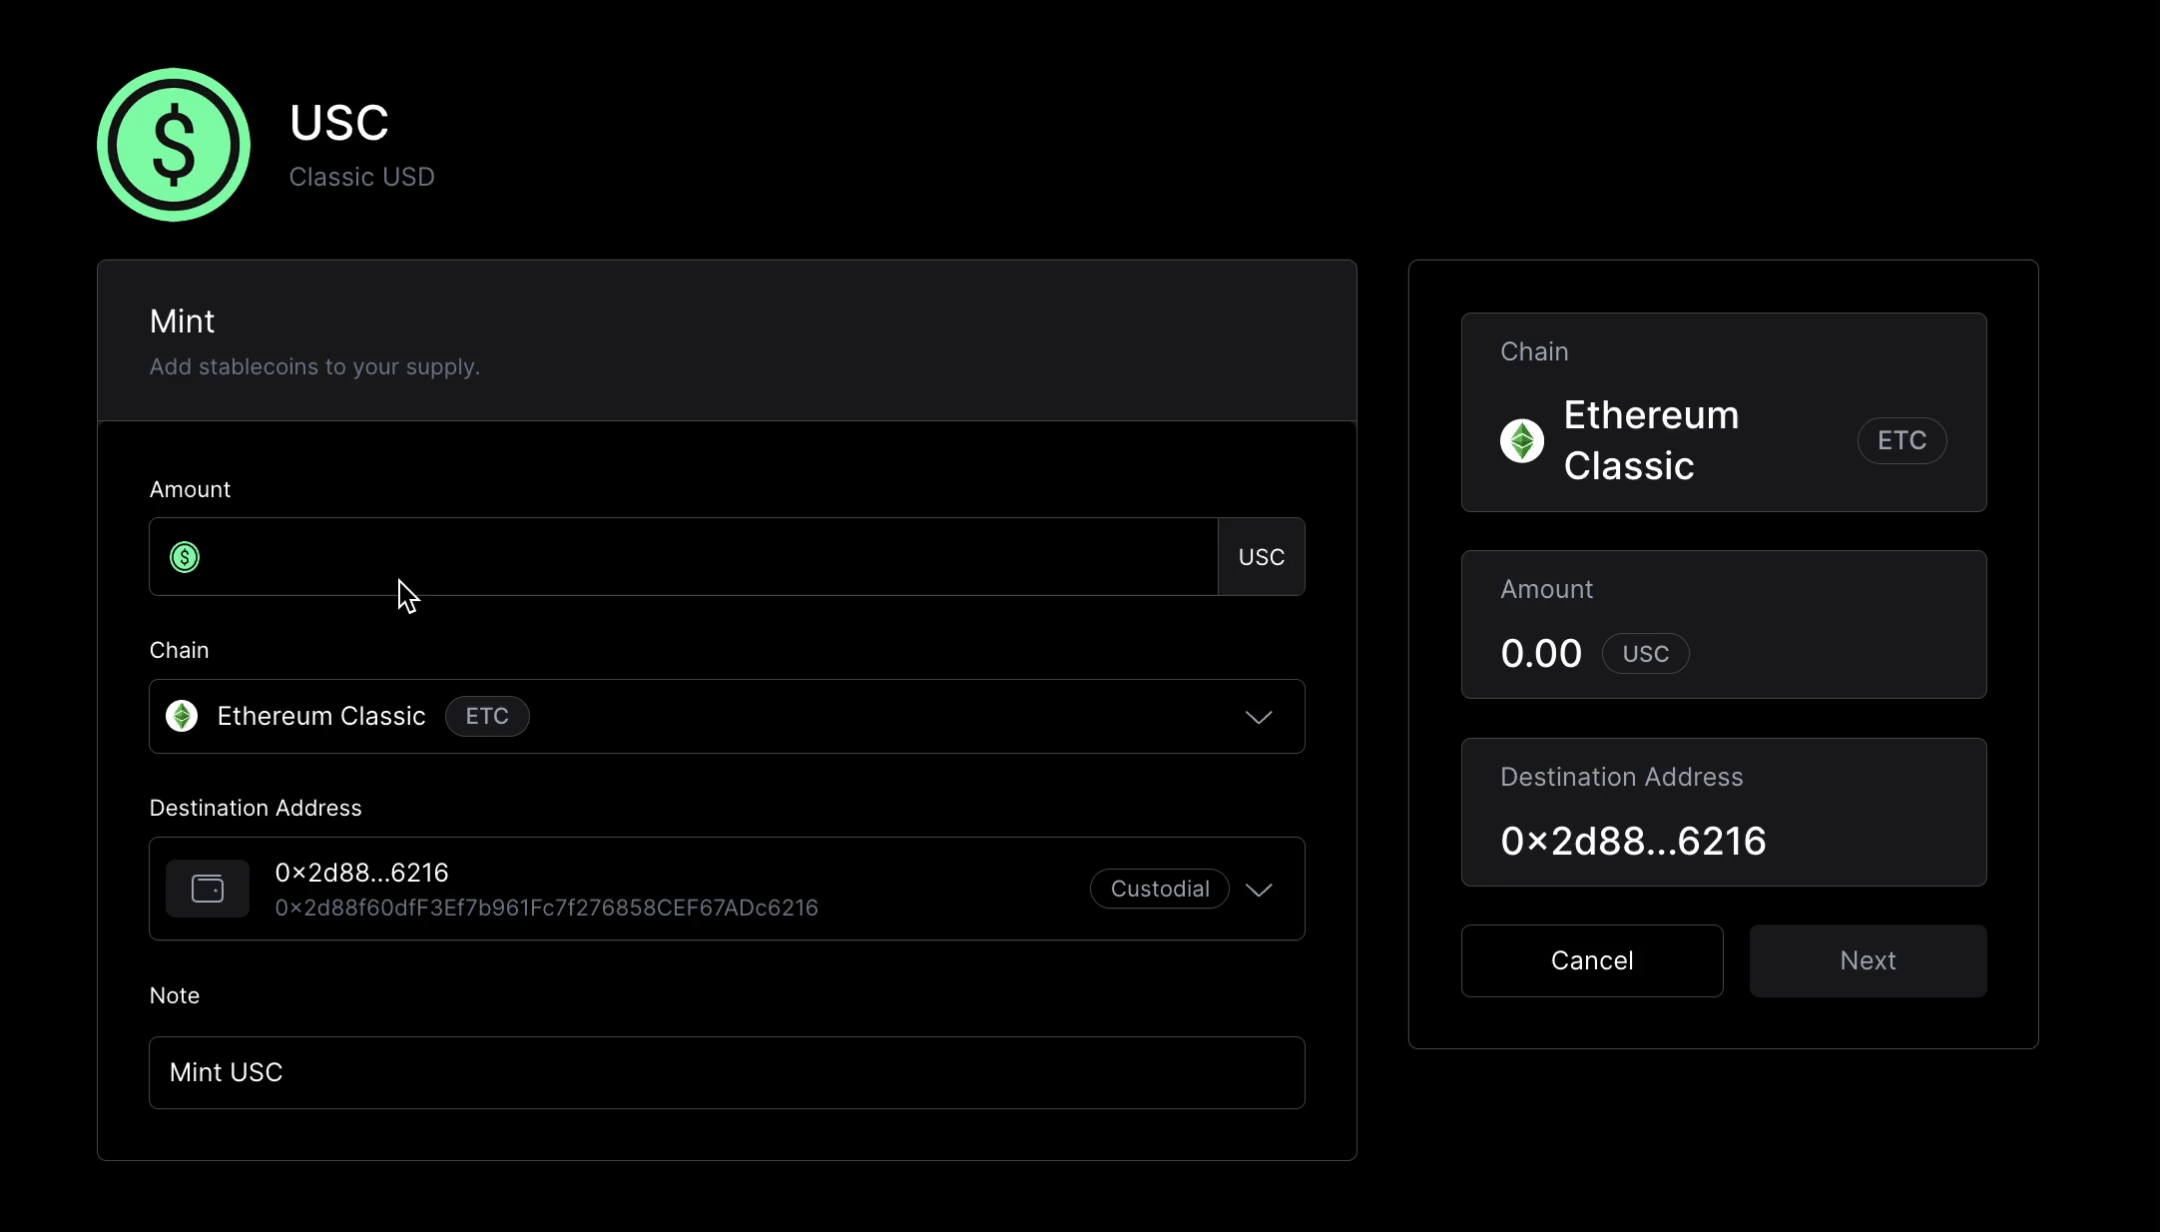 USC
Classic USD
Mint
Add stablecoins to your supply.
Amount
USC
Chain
Ethereum Classic ETC
Destination Address
0×2d88...6216
0×2d88f60dfF3Ef7b961Fc7f276858CEF67ADc6216
Custodial
Note
Mint USC
Chain
Ethereum
Classic
ETC
Amount
0.00 USC
Destination Address
0×2d88...6216
Cancel
Next